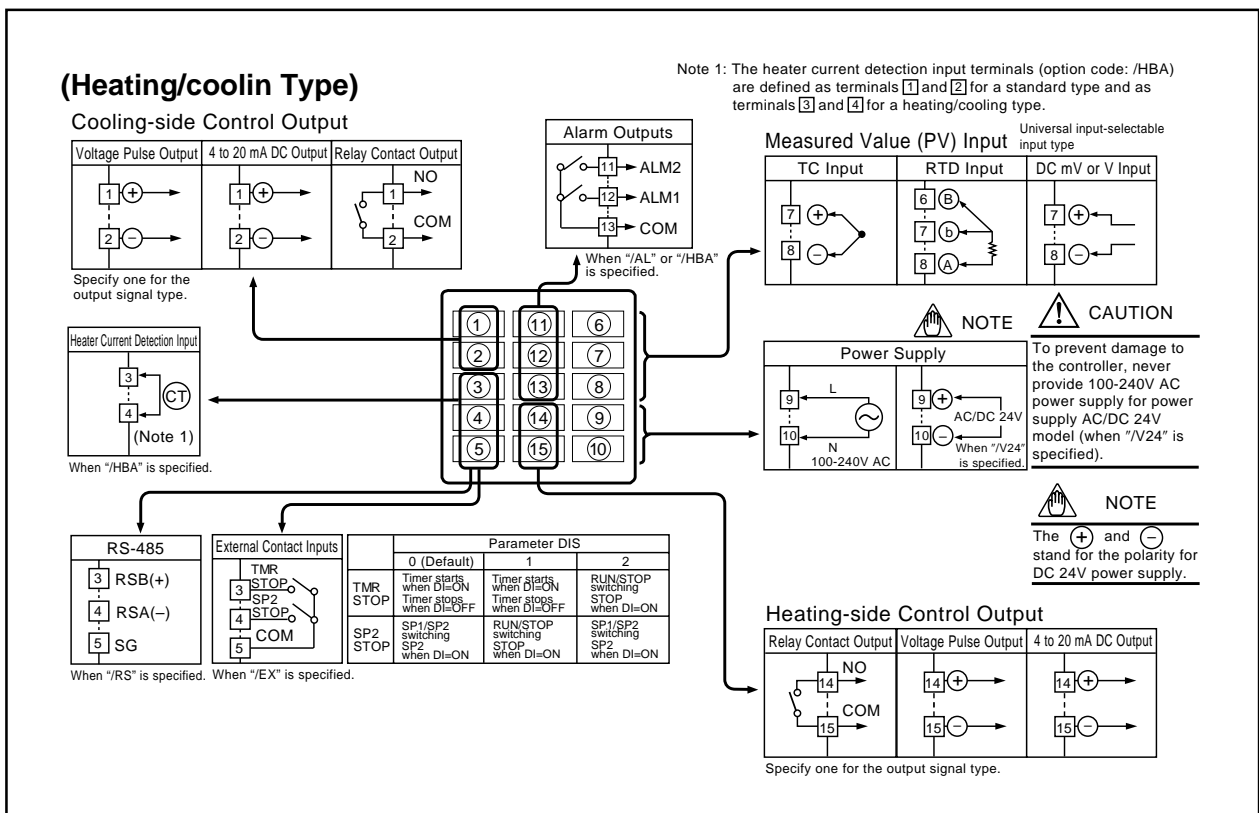 (Heating/coolin Type)
Note 1: The heater current detection input terminals (option code: /HBA)
are defined as terminals 1 and 2 for a standard type and as
terminals 3 and 4 for a heating/cooling type.
Cooling-side Control Output
Voltage Pulse Output
4 to 20 mA DC Output
Relay Contact Output
1 +
2 –
1 +
2 –
NO
1
COM
2
Specify one for the
output signal type.
Alarm Outputs
11 ALM2
12 ALM1
13 COM
When "/AL" or "/HBA"
is specified.
Measured Value (PV) Input
Universal input-selectable
input type
TC Input
RTD Input
DC mV or V Input
7 +
8 –
6 B
7 b
8 A
7 +
8 –
Heater Current Detection Input
3
CT
4
(Note 1)
When "/HBA" is specified.
1 11 6
2 12 7
3 13 8
4 14 9
5 15 10
NOTE
Power Supply
9 L
10 N
100-240V AC
9 +
AC/DC 24V
10 –
When "/V24"
is specified.
CAUTION
To prevent damage to
the controller, never
provide 100-240V AC
power supply for power
supply AC/DC 24V
model (when "/V24" is
specified).
NOTE
The + and –
stand for the polarity for
DC 24V power supply.
RS-485
3 RSB(+)
4 RSA(–)
5 SG
When "/RS" is specified.
External Contact Inputs
TMR
3 STOP
SP2
4 STOP
COM
5
When "/EX" is specified.
Parameter DIS
0 (Default) 1 2
TMR
STOP
Timer starts
when DI=ON
Timer stops
when DI=OFF
Timer starts
when DI=ON
Timer stops
when DI=OFF
RUN/STOP
switching
STOP
when DI=ON
SP2
STOP
SP1/SP2
switching
SP2
when DI=ON
RUN/STOP
switching
STOP
when DI=ON
SP1/SP2
switching
SP2
when DI=ON
Heating-side Control Output
Relay Contact Output
Voltage Pulse Output
4 to 20 mA DC Output
NO
14
COM
15
14 +
15 –
14 +
15 –
Specify one for the output signal type.